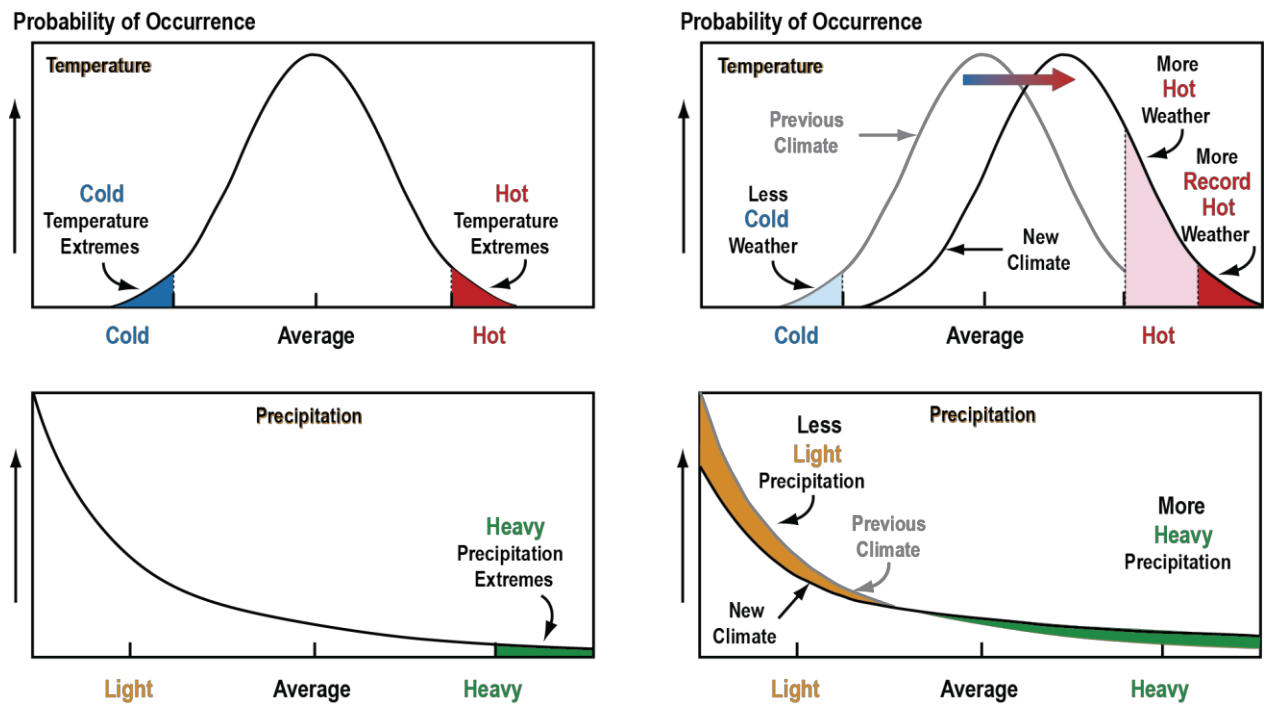 Probability of Occurrence
Temperature
Cold
Temperature
Extremes
Hot
Temperature
Extremes
Cold
Average
Hot
Probability of Occurrence
Temperature
Previous
Climate
Less
Cold
Weather
New
Climate
More
Hot
Weather
More
Record
Hot
Weather
Cold
Average
Hot
Precipitation
Heavy
Precipitation
Extremes
Light
Average
Heavy
Precipitation
Less
Light
Precipitation
Previous
Climate
New
Climate
More
Heavy
Precipitation
Light
Average
Heavy